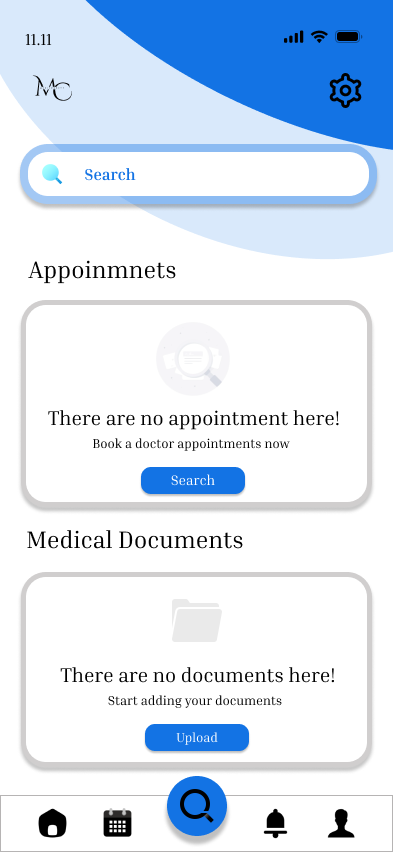 11.11
MC
Search
Appoinmnets
There are no appointment here!
Book a doctor appointments now
Search
Medical Documents
There are no documents here!
Start adding your documents
Upload